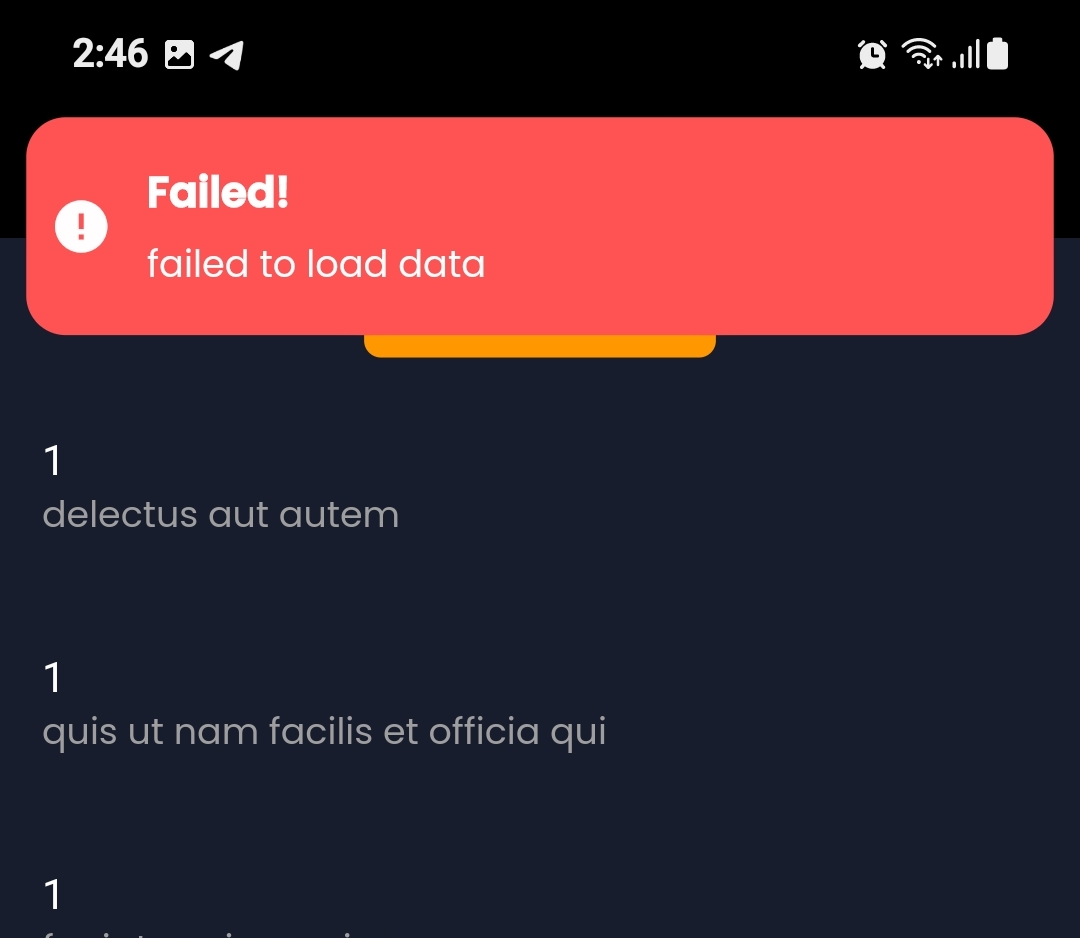 2:46
Failed!
failed to load data
1
delectus aut autem
1
quis ut nam facilis et officia qui
1